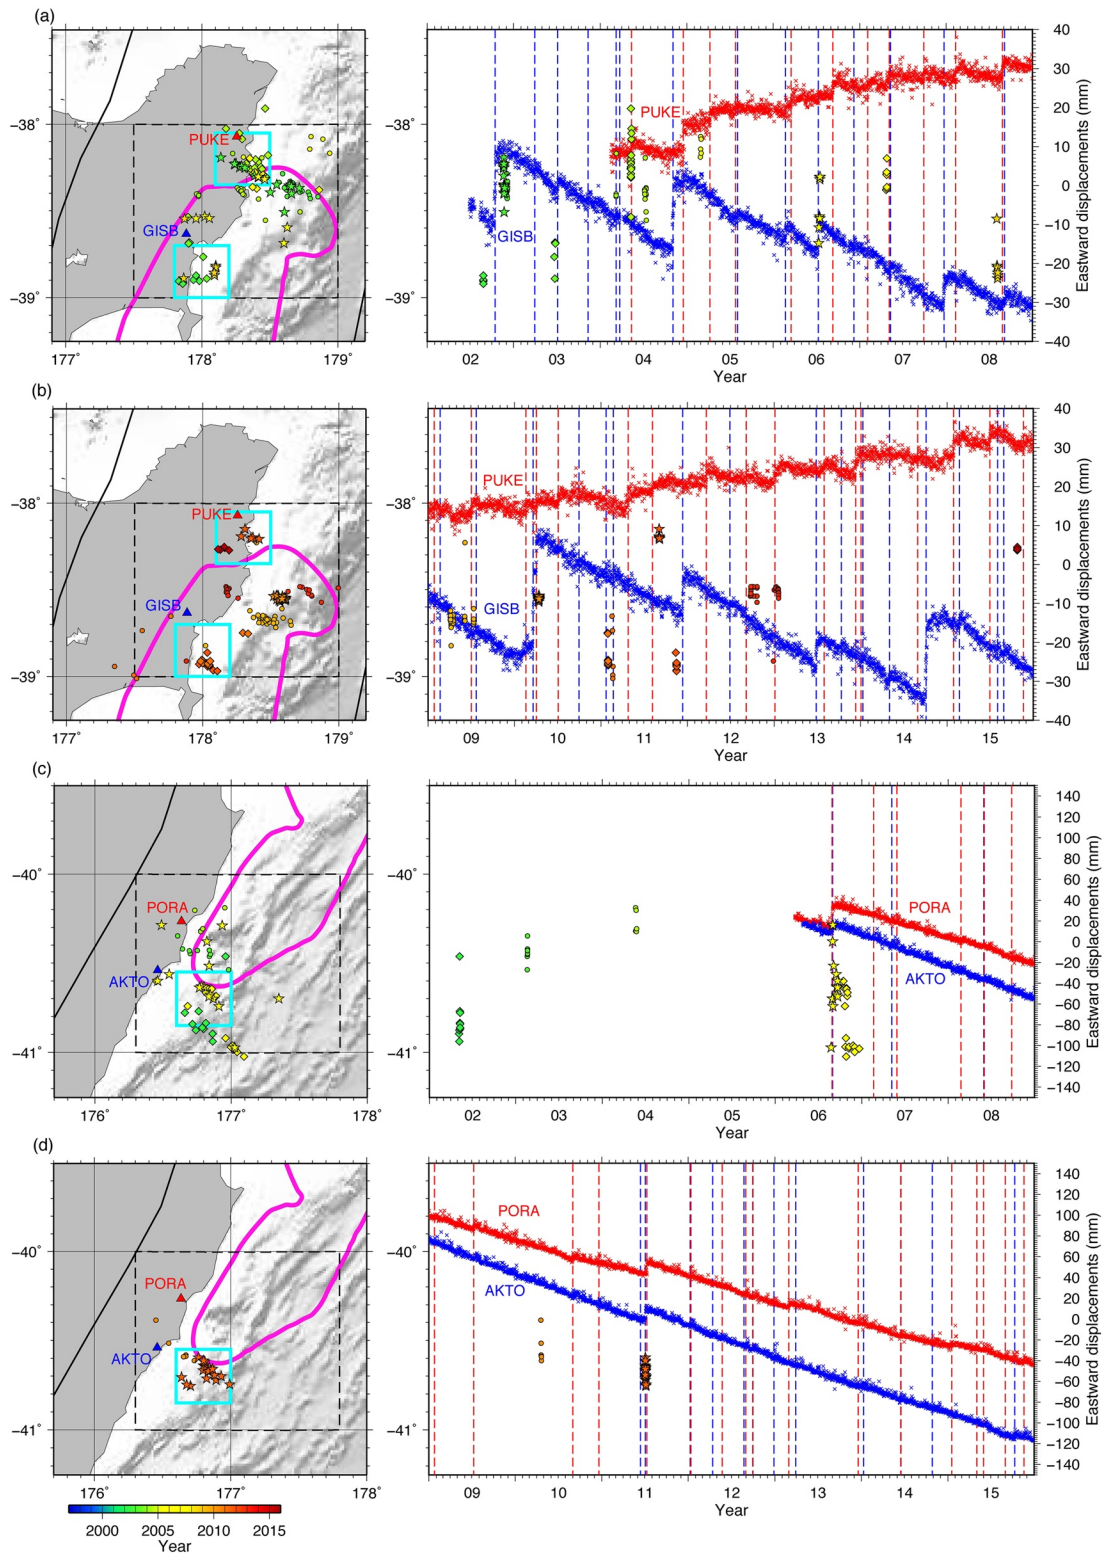 (a)
−38°
−39°
177° 178° 179°
PUKE
GISB
PUKE
GISB
40
30
20
10
0
−10
−20
−30
−40
Eastward displacements (mm)
02 03 04 05 06 07 08
Year
(b)
−38°
−39°
177° 178° 179°
PUKE
GISB
PUKE
GISB
40
30
20
10
0
−10
−20
−30
−40
Eastward displacements (mm)
09 10 11 12 13 14 15
Year
(c)
−40°
−41°
176° 177° 178°
PORA
AKTO
PORA
AKTO
140
120
100
80
60
40
20
0
−20
−40
−60
−80
−100
−120
−140
Eastward displacements (mm)
02 03 04 05 06 07 08
Year
(d)
−40°
−41°
176° 177° 178°
PORA
AKTO
PORA
AKTO
140
120
100
80
60
40
20
0
−20
−40
−60
−80
−100
−120
−140
Eastward displacements (mm)
09 10 11 12 13 14 15
Year
2000 2005 2010 2015
Year